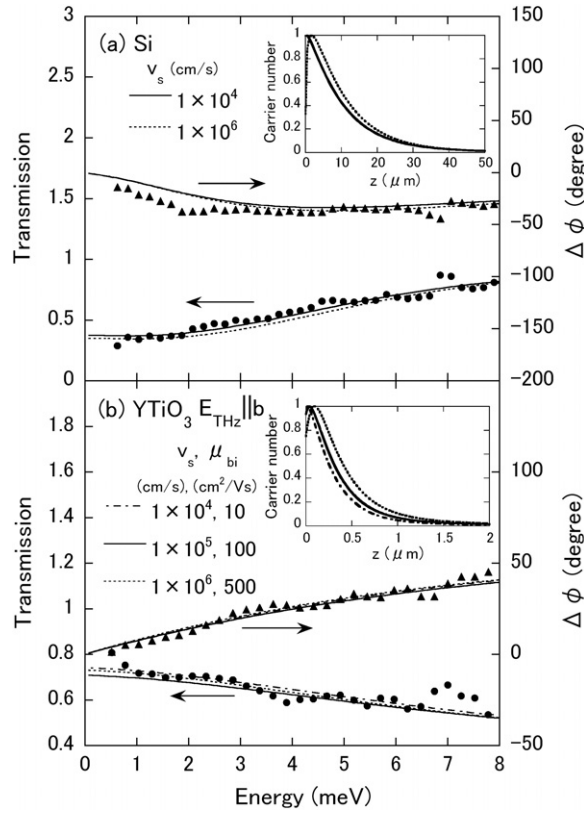 (a) Si
v_s (cm/s)
1×10^4
1×10^6
Transmission
3
2.5
2
1.5
1
0.5
0
150
100
50
0
-50
-100
-150
-200
Δϕ (degree)
Carrier number
1
0.8
0.6
0.4
0.2
0
0 10 20 30 40 50
z (μm)
(b) YTiO_3 E_THz||b
v_s, μ_bi
(cm/s), (cm^2/Vs)
1×10^4, 10
1×10^5, 100
1×10^6, 500
Transmission
1.8
1.6
1.4
1.2
1
0.8
0.6
0.4
100
50
0
-50
Δϕ (degree)
Carrier number
1
0.8
0.6
0.4
0.2
0
0 0.5 1 1.5 2
z (μm)
0 1 2 3 4 5 6 7 8
Energy (meV)